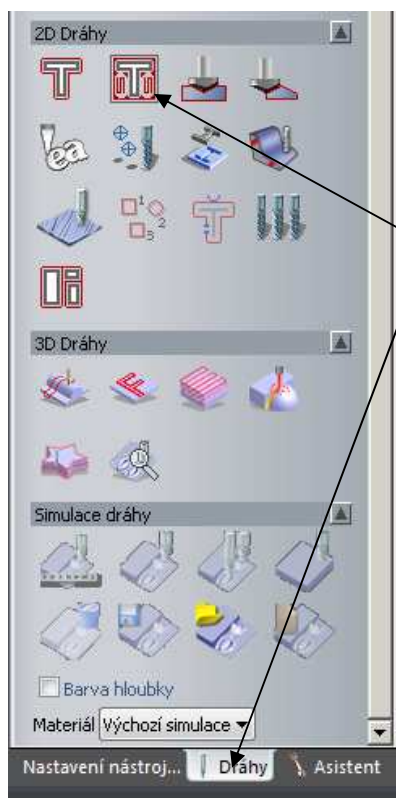 2D Dráhy
3D Dráhy
Simulace dráhy
Barva hloubky
Materiál Výchozí simulace
Nastavení nástroj... Dráhy Asistent